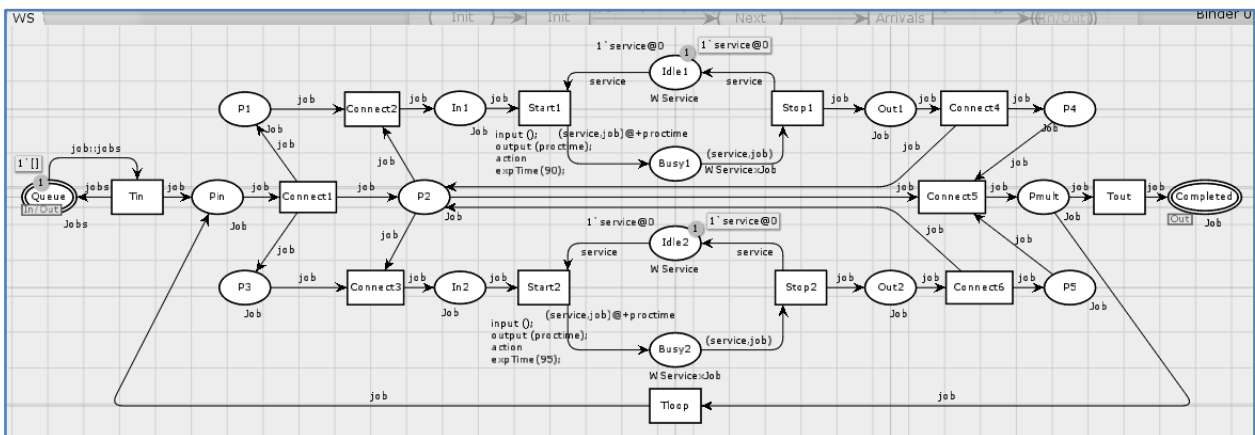 WS
Init
Init
Next
Arrivals
(In/Out)
Binder 0
1`service@0
1
1`service@0
Idle1
service
service
W Service
P1
job
Connect2
job
In1
job
Start1
Stop1
job
Out1
job
Connect4
job
P4
Job
Job
Job
Job
input ();
output (proctime);
action
expTime(90);
(service,job)@+proctime
Busy1
(service,job)
W ServicexJob
job
job
job
job::jobs
1`[]
1
Queue
In/Out
Jobs
jobs
Tin
job
Pin
Job
job
Connect1
job
P2
Job
job
Connect5
job
Pmult
Job
job
Tout
job
Completed
Out
Job
1`service@0
1
1`service@0
Idle2
service
service
W Service
job
job
job
P3
Job
job
Connect3
job
In2
Job
job
Start2
Stop2
job
Out2
Job
job
Connect6
job
P5
Job
input ();
output (proctime);
action
expTime(95);
(service,job)@+proctime
Busy2
(service,job)
W ServicexJob
job
Tloop
job